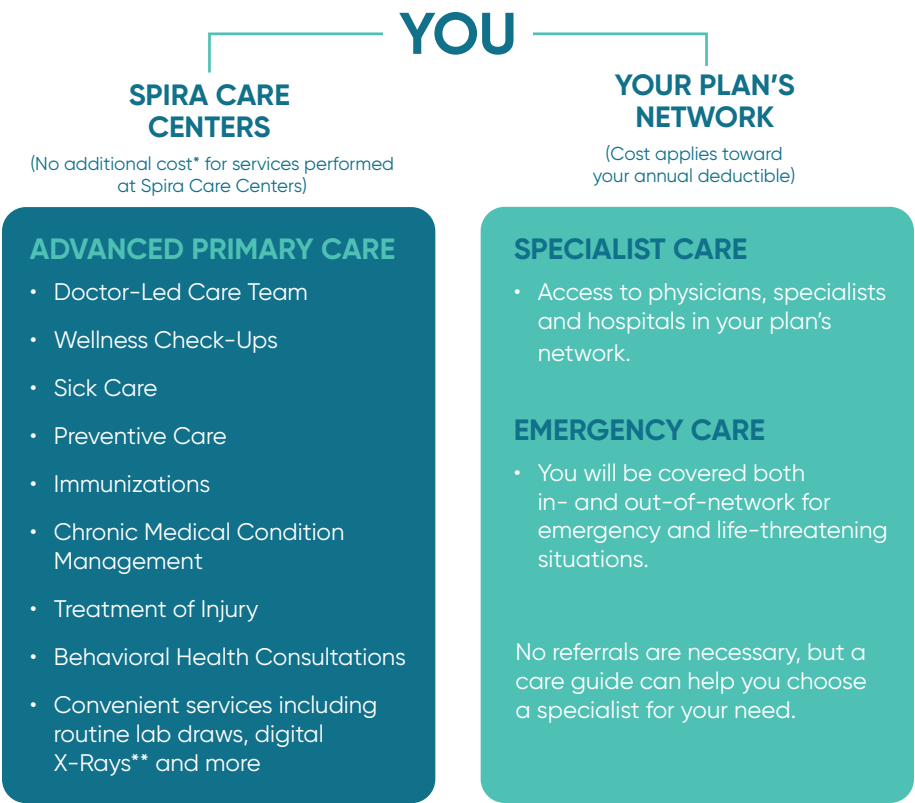 YOU
SPIRA CARE
CENTERS
(No additional cost* for services performed
at Spira Care Centers)
ADVANCED PRIMARY CARE
• Doctor-Led Care Team
• Wellness Check-Ups
• Sick Care
• Preventive Care
• Immunizations
• Chronic Medical Condition
Management
• Treatment of Injury
• Behavioral Health Consultations
• Convenient services including
routine lab draws, digital
X-Rays** and more
YOUR PLAN'S
NETWORK
(Cost applies toward
your annual deductible)
SPECIALIST CARE
• Access to physicians, specialists
and hospitals in your plan's
network.
EMERGENCY CARE
• You will be covered both
in- and out-of-network for
emergency and life-threatening
situations.
No referrals are necessary, but a
care guide can help you choose
a specialist for your need.